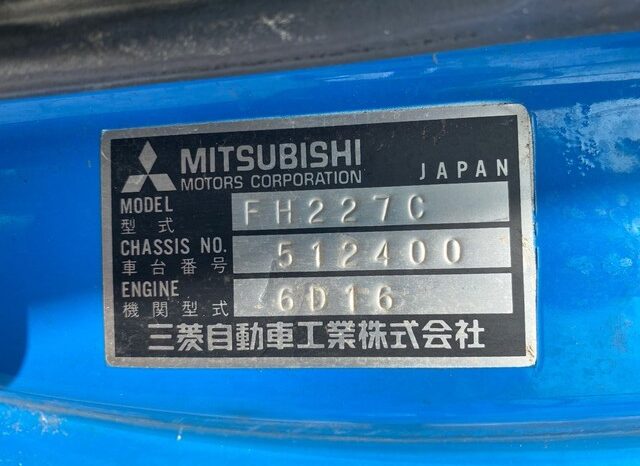 MITSUBISHI
MOTORS CORPORATION JAPAN
MODEL
型式 FH227C
CHASSIS NO.
車台番号 512400
ENGINE
機関型式 6D16
三菱自動車工業株式会社